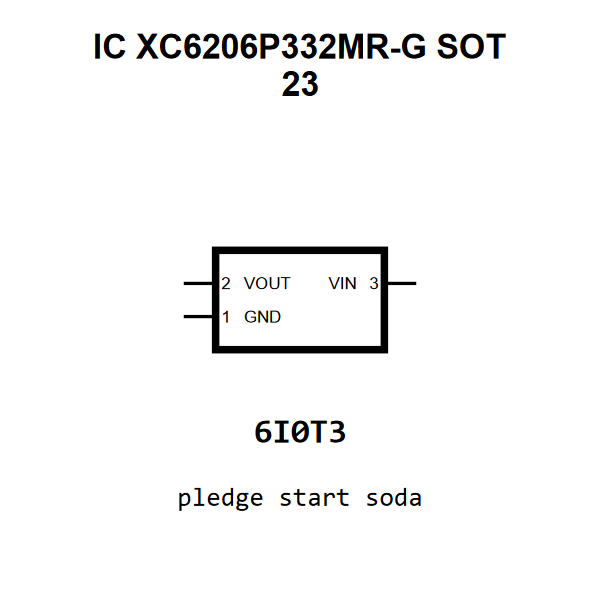 IC XC6206P332MR-G SOT
23
2 VOUT VIN 3
1 GND
6I0T3
pledge start soda